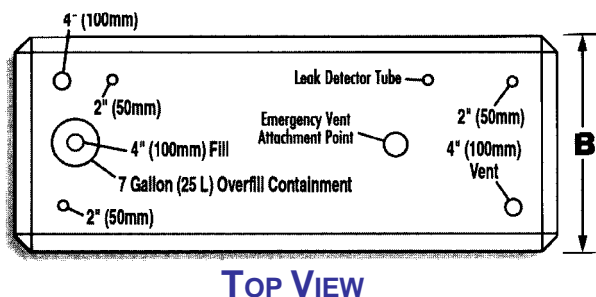 4" (100mm)
2" (50mm)
Leak Detector Tube
2" (50mm)
4" (100mm) Fill
7 Gallon (25 L) Overfill Containment
Emergency Vent
Attachment Point
4" (100mm)
Vent
2" (50mm)
B
TOP VIEW